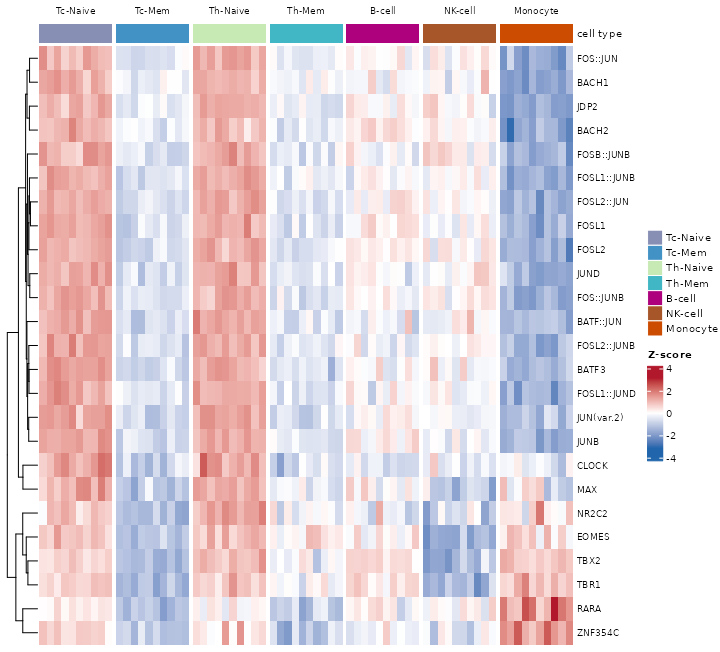 Tc-Naive Tc-Mem Th-Naive Th-Mem B-cell NK-cell Monocyte
cell type
FOS::JUN
BACH1
JDP2
BACH2
FOSB::JUNB
FOSL1::JUNB
FOSL2::JUN
FOSL1
FOSL2
JUND
FOS::JUNB
BATF::JUN
FOSL2::JUNB
BATF3
FOSL1::JUND
JUN(var.2)
JUNB
CLOCK
MAX
NR2C2
EOMES
TBX2
TBR1
RARA
ZNF354C
Tc-Naive
Tc-Mem
Th-Naive
Th-Mem
B-cell
NK-cell
Monocyte
Z-score
4
2
0
-2
-4